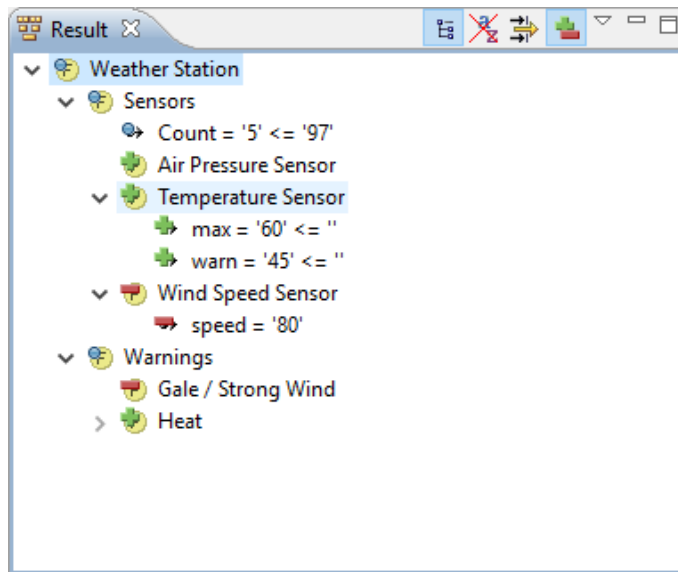 Result
Weather Station
Sensors
Count = '5' <= '97'
Air Pressure Sensor
Temperature Sensor
max = '60' <= ''
warn = '45' <= ''
Wind Speed Sensor
speed = '80'
Warnings
Gale / Strong Wind
Heat